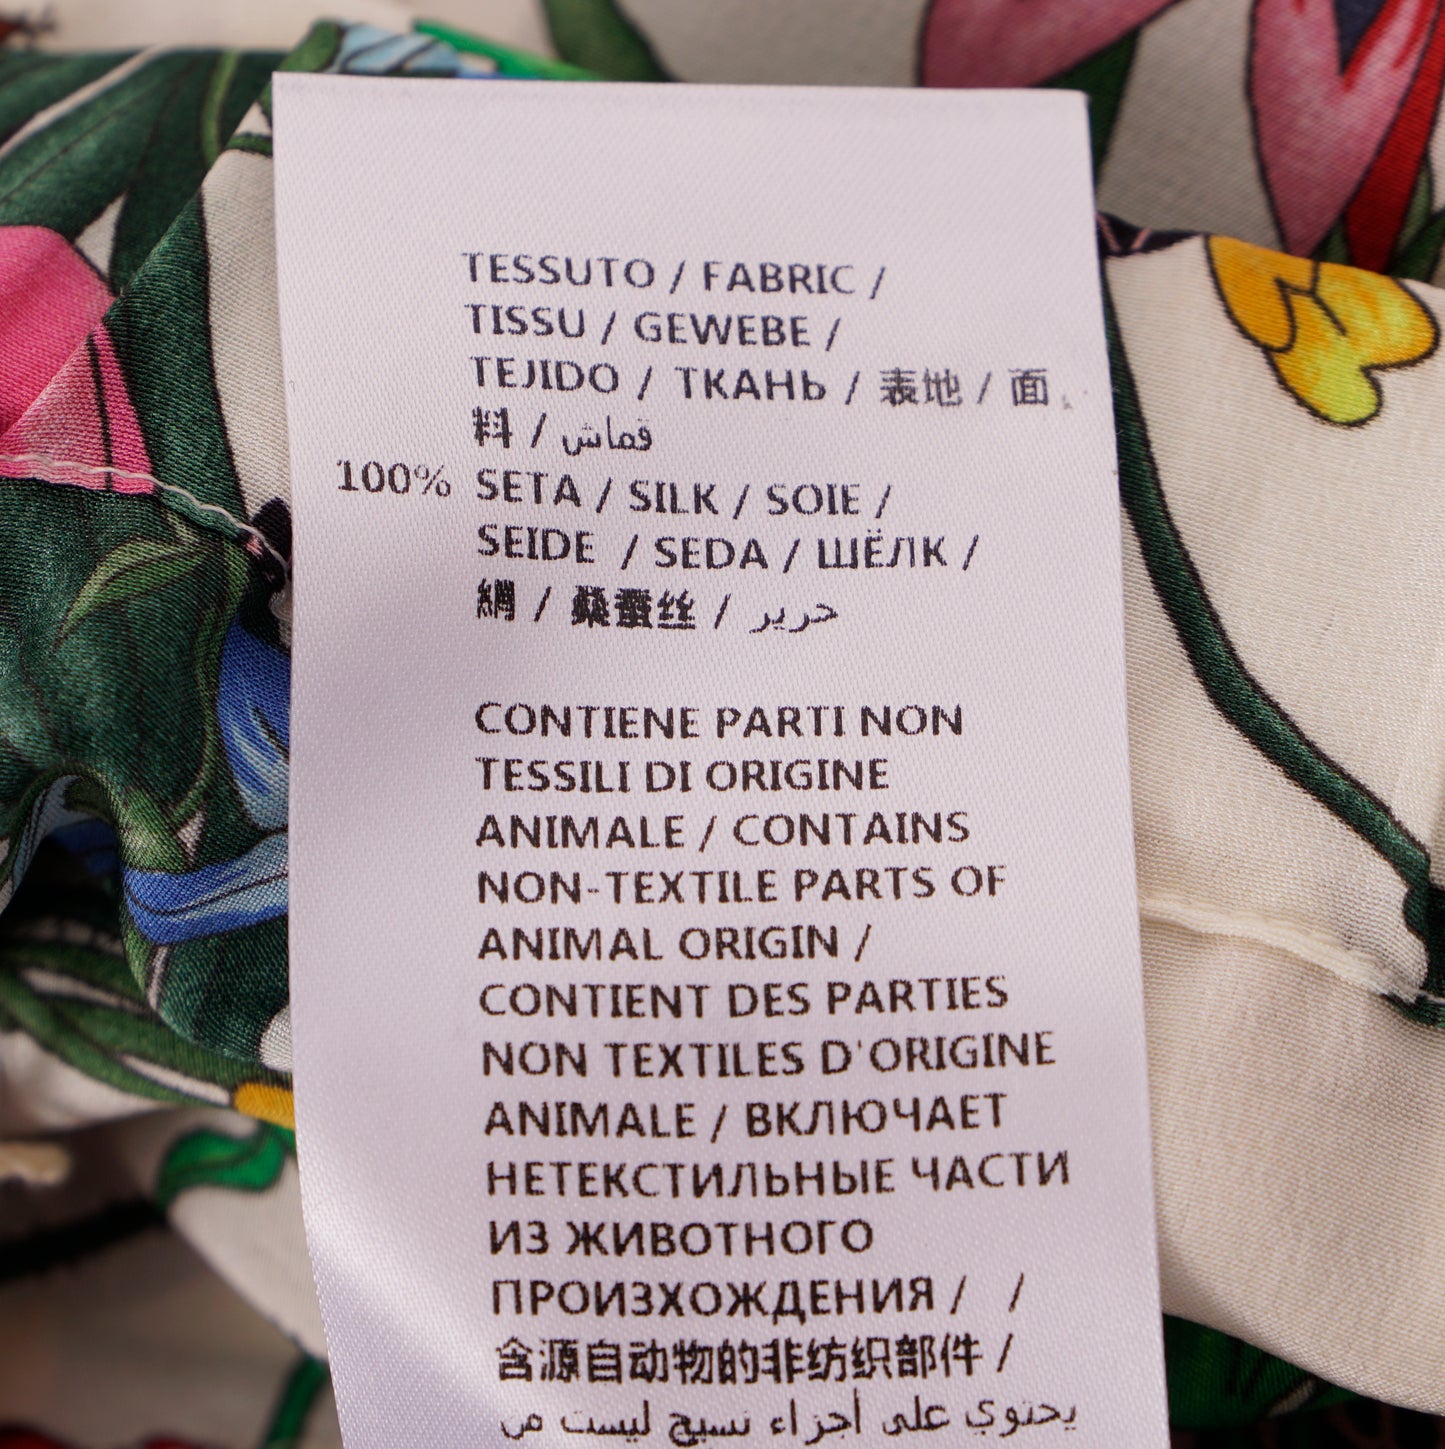 TESSUTO / FABRIC /
TISSU / GEWEBE /
TEJIDO / ТКАНЬ / 表地 / 面
料 / قماش
100% SETA / SILK / SOIE /
SEIDE / SEDA / ШЁЛК /
絹 / 桑蚕丝 / حرير
CONTIENE PARTI NON
TESSILI DI ORIGINE
ANIMALE / CONTAINS
NON-TEXTILE PARTS OF
ANIMAL ORIGIN /
CONTIENT DES PARTIES
NON TEXTILES D'ORIGINE
ANIMALE / ВКЛЮЧАЕТ
НЕТЕКСТИЛЬНЫЕ ЧАСТИ
ИЗ ЖИВОТНОГО
ПРОИЗХОЖДЕНИЯ / /
含源自动物的非纺织部件 /
يحتوي على أجزاء نسيج ليست من